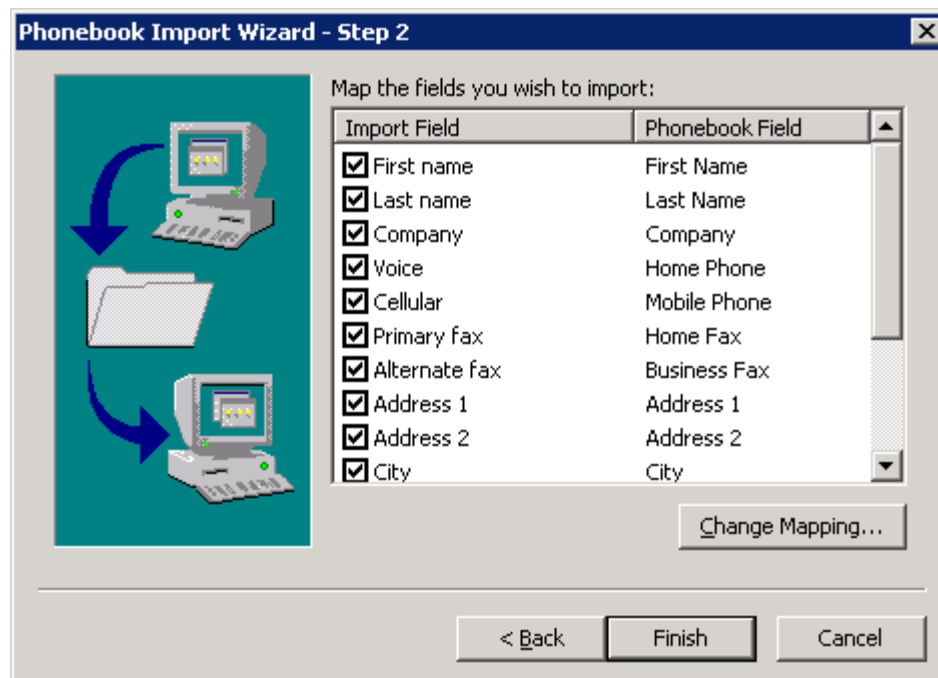 Phonebook Import Wizard - Step 2
Map the fields you wish to import:
Import Field Phonebook Field
First name First Name
Last name Last Name
Company Company
Voice Home Phone
Cellular Mobile Phone
Primary fax Home Fax
Alternate fax Business Fax
Address 1 Address 1
Address 2 Address 2
City City
Change Mapping...
< Back Finish Cancel